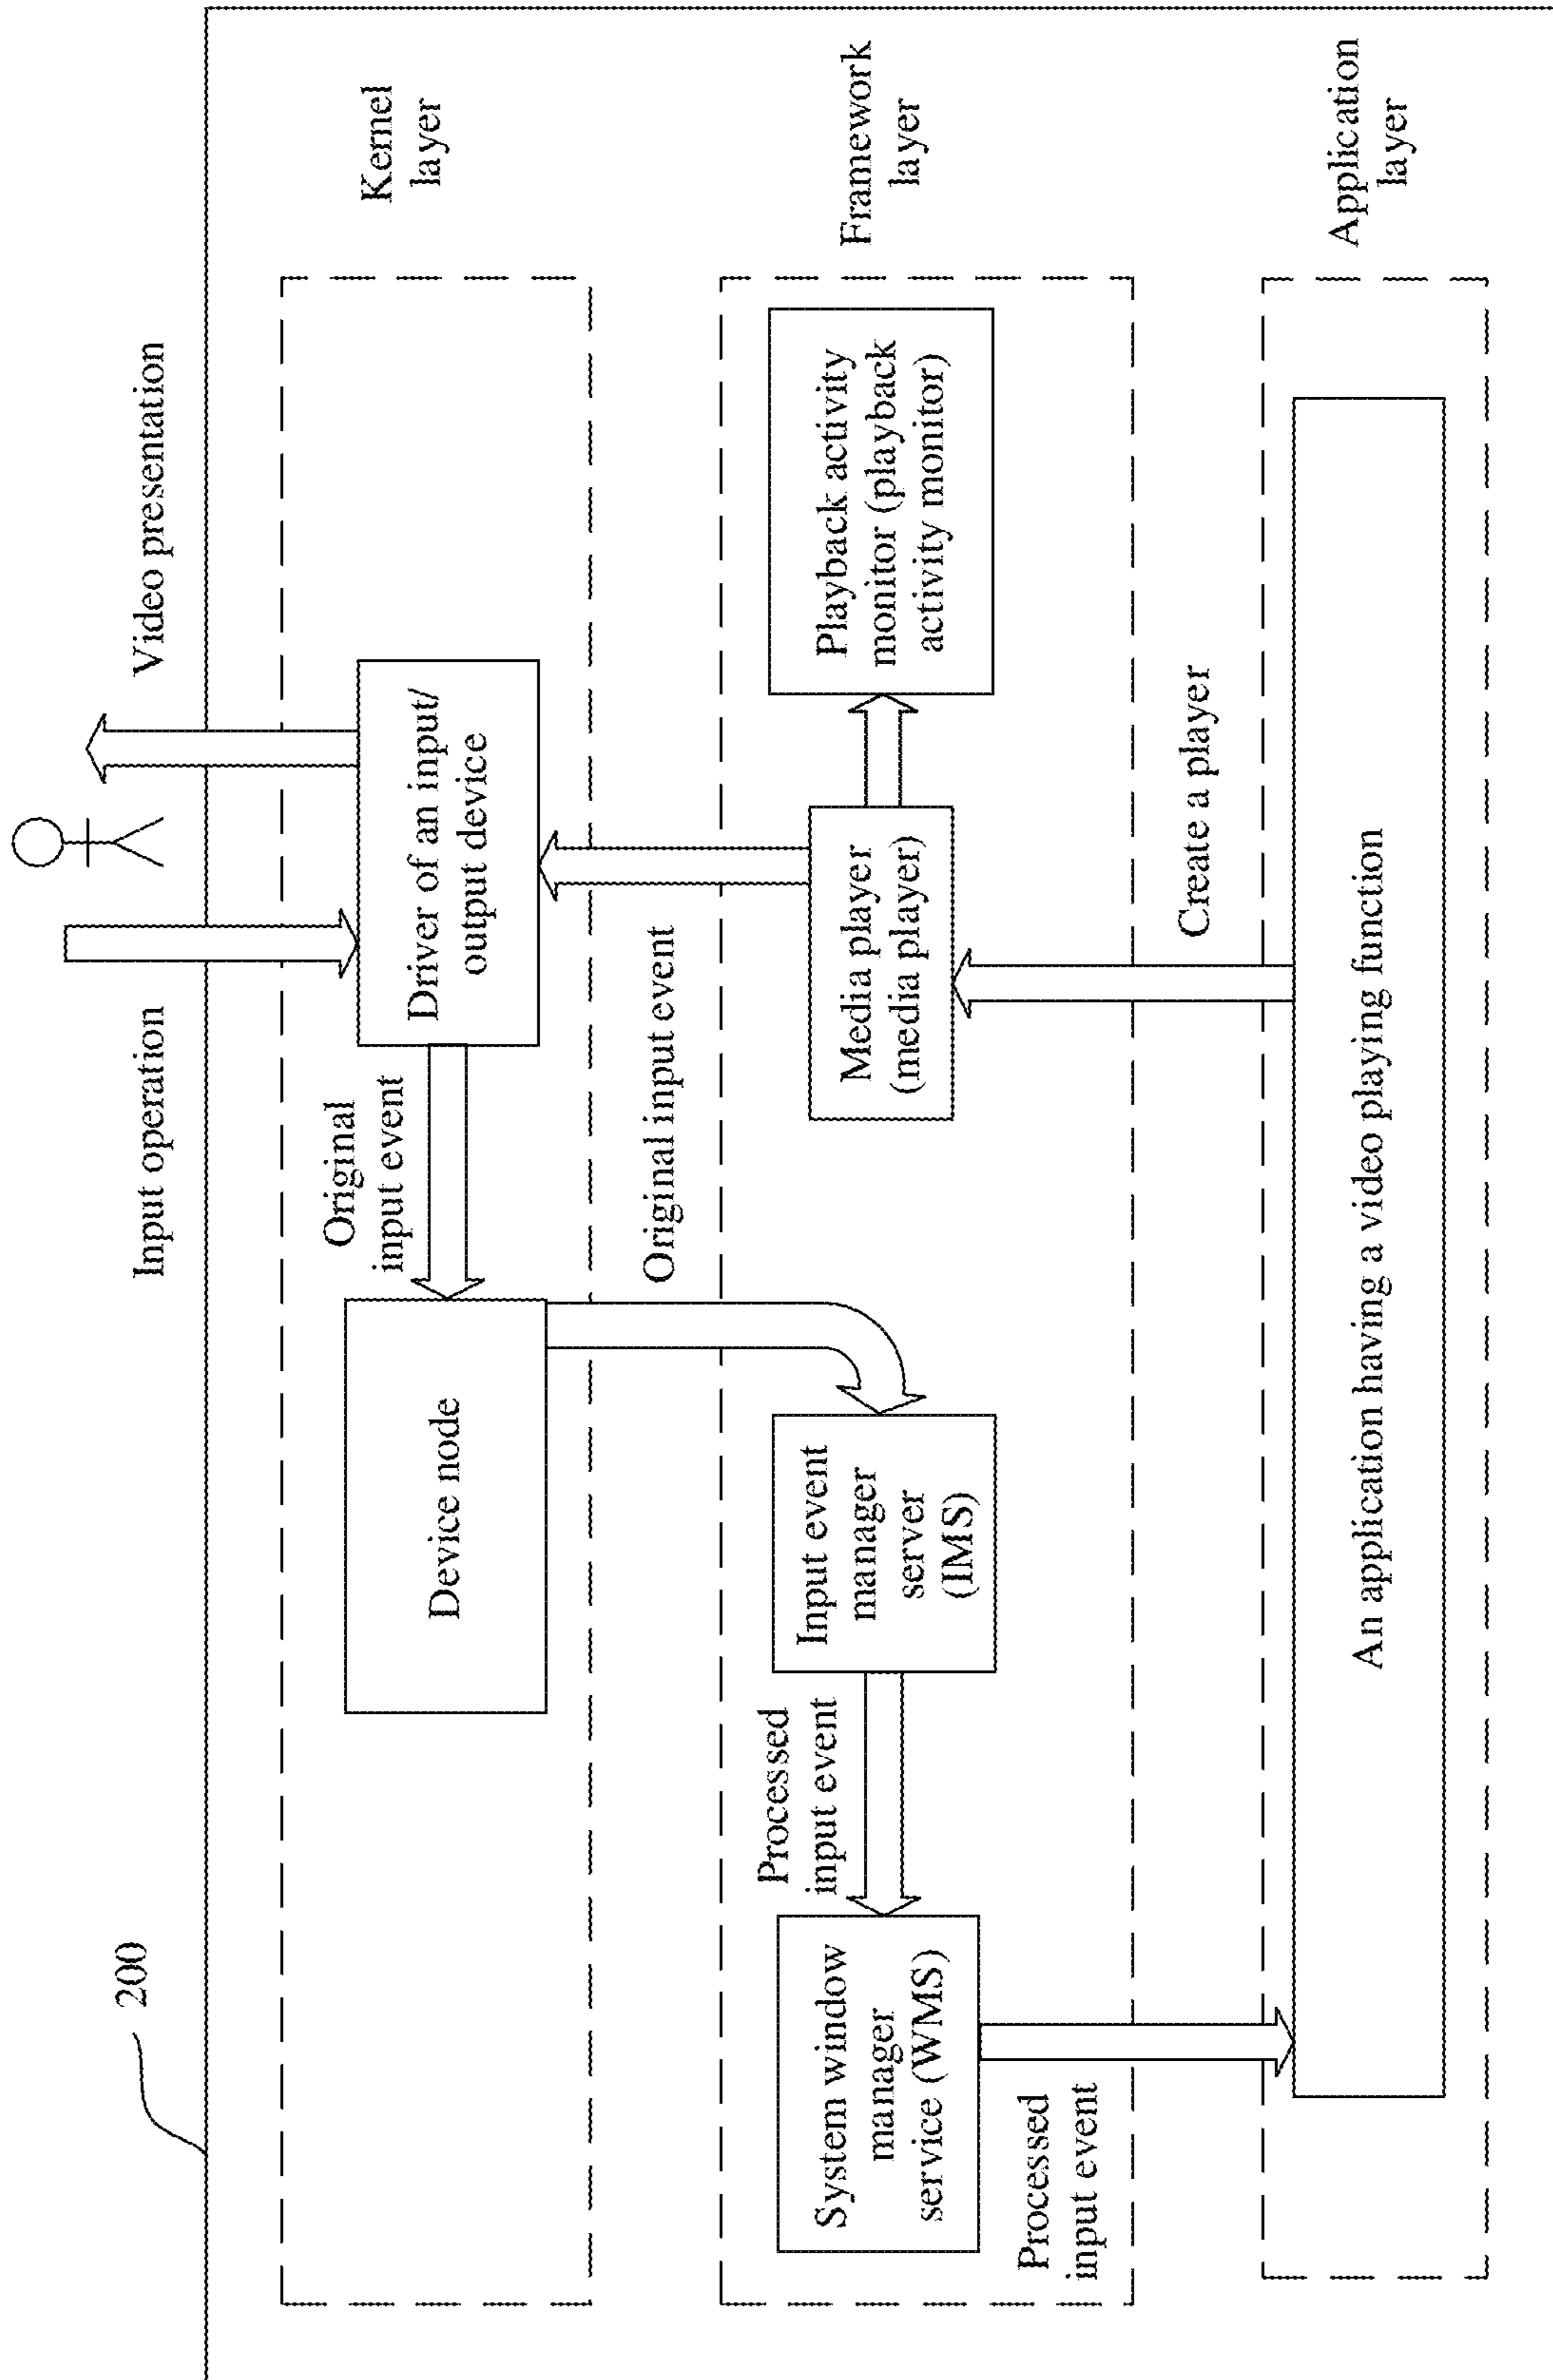 200
Input operation
Video presentation
Kernel
layer
Device node
Original
input event
Driver of an input/
output device
Original input event
Framework
layer
System window
manager
service (WMS)
Processed
input event
Input event
manager
server
(IMS)
Media player
(media player)
Playback activity
monitor (playback
activity monitor)
Processed
input event
Create a player
Application
layer
An application having a video playing function